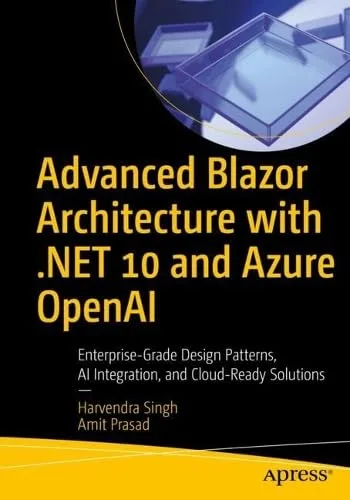 Advanced Blazor
Architecture with
.NET 10 and Azure
OpenAI
Enterprise-Grade Design Patterns,
AI Integration, and Cloud-Ready Solutions
—
Harvendra Singh
Amit Prasad
Apress®